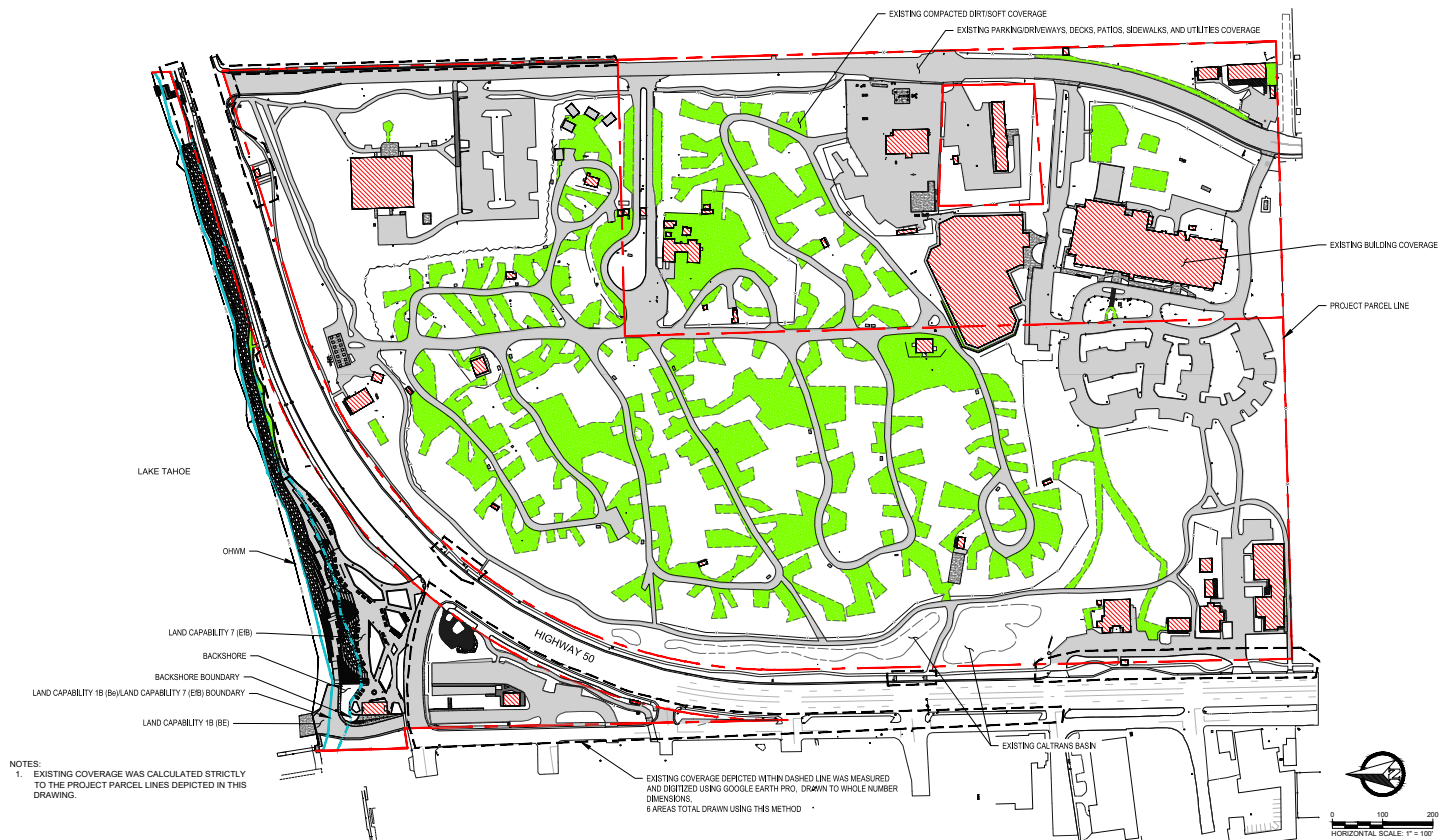 EXISTING COMPACTED DIRT/SOFT COVERAGE
EXISTING PARKING/DRIVEWAYS, DECKS, PATIOS, SIDEWALKS, AND UTILITIES COVERAGE
EXISTING BUILDING COVERAGE
PROJECT PARCEL LINE
LAKE TAHOE
OHWM
LAND CAPABILITY 7 (EfB)
BACKSHORE
BACKSHORE BOUNDARY
LAND CAPABILITY 1B (Be)/LAND CAPABILITY 7 (EfB) BOUNDARY
LAND CAPABILITY 1B (BE)
HIGHWAY 50
EXISTING CALTRANS BASIN
NOTES:
1. EXISTING COVERAGE WAS CALCULATED STRICTLY
TO THE PROJECT PARCEL LINES DEPICTED IN THIS
DRAWING.
EXISTING COVERAGE DEPICTED WITHIN DASHED LINE WAS MEASURED
AND DIGITIZED USING GOOGLE EARTH PRO, DRAWN TO WHOLE NUMBER
DIMENSIONS,
6 AREAS TOTAL DRAWN USING THIS METHOD
N
0 100 200
HORIZONTAL SCALE: 1" = 100'